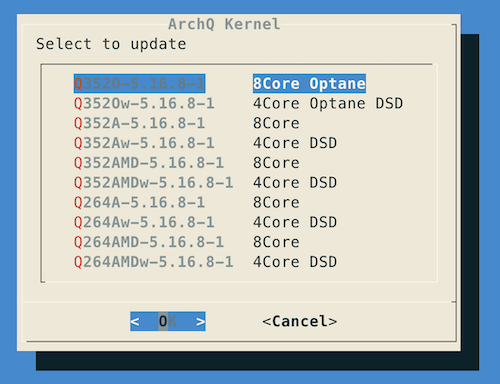 ArchQ Kernel
Select to update
Q352O-5.16.8-1 8Core Optane
Q352Ow-5.16.8-1 4Core Optane DSD
Q352A-5.16.8-1 8Core
Q352Aw-5.16.8-1 4Core DSD
Q352AMD-5.16.8-1 8Core
Q352AMDw-5.16.8-1 4Core DSD
Q264A-5.16.8-1 8Core
Q264Aw-5.16.8-1 4Core DSD
Q264AMD-5.16.8-1 8Core
Q264AMDw-5.16.8-1 4Core DSD
< OK > <Cancel>